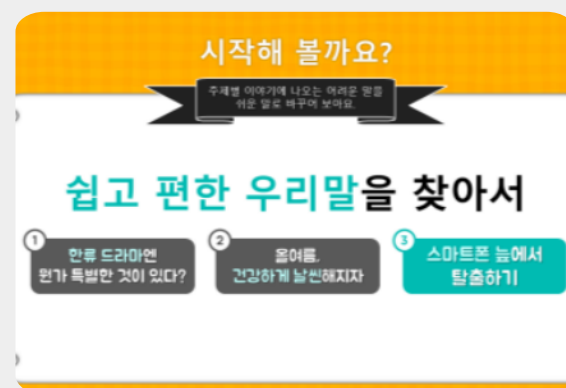 시작해 볼까요?
주제별 이야기에 나오는 어려운 말을
쉬운 말로 바꾸어 보아요.
쉽고 편한 우리말을 찾아서
1
한류 드라마엔
뭔가 특별한 것이 있다?
2
올여름,
건강하게 날씬해지자
3
스마트폰 늪에서
탈출하기